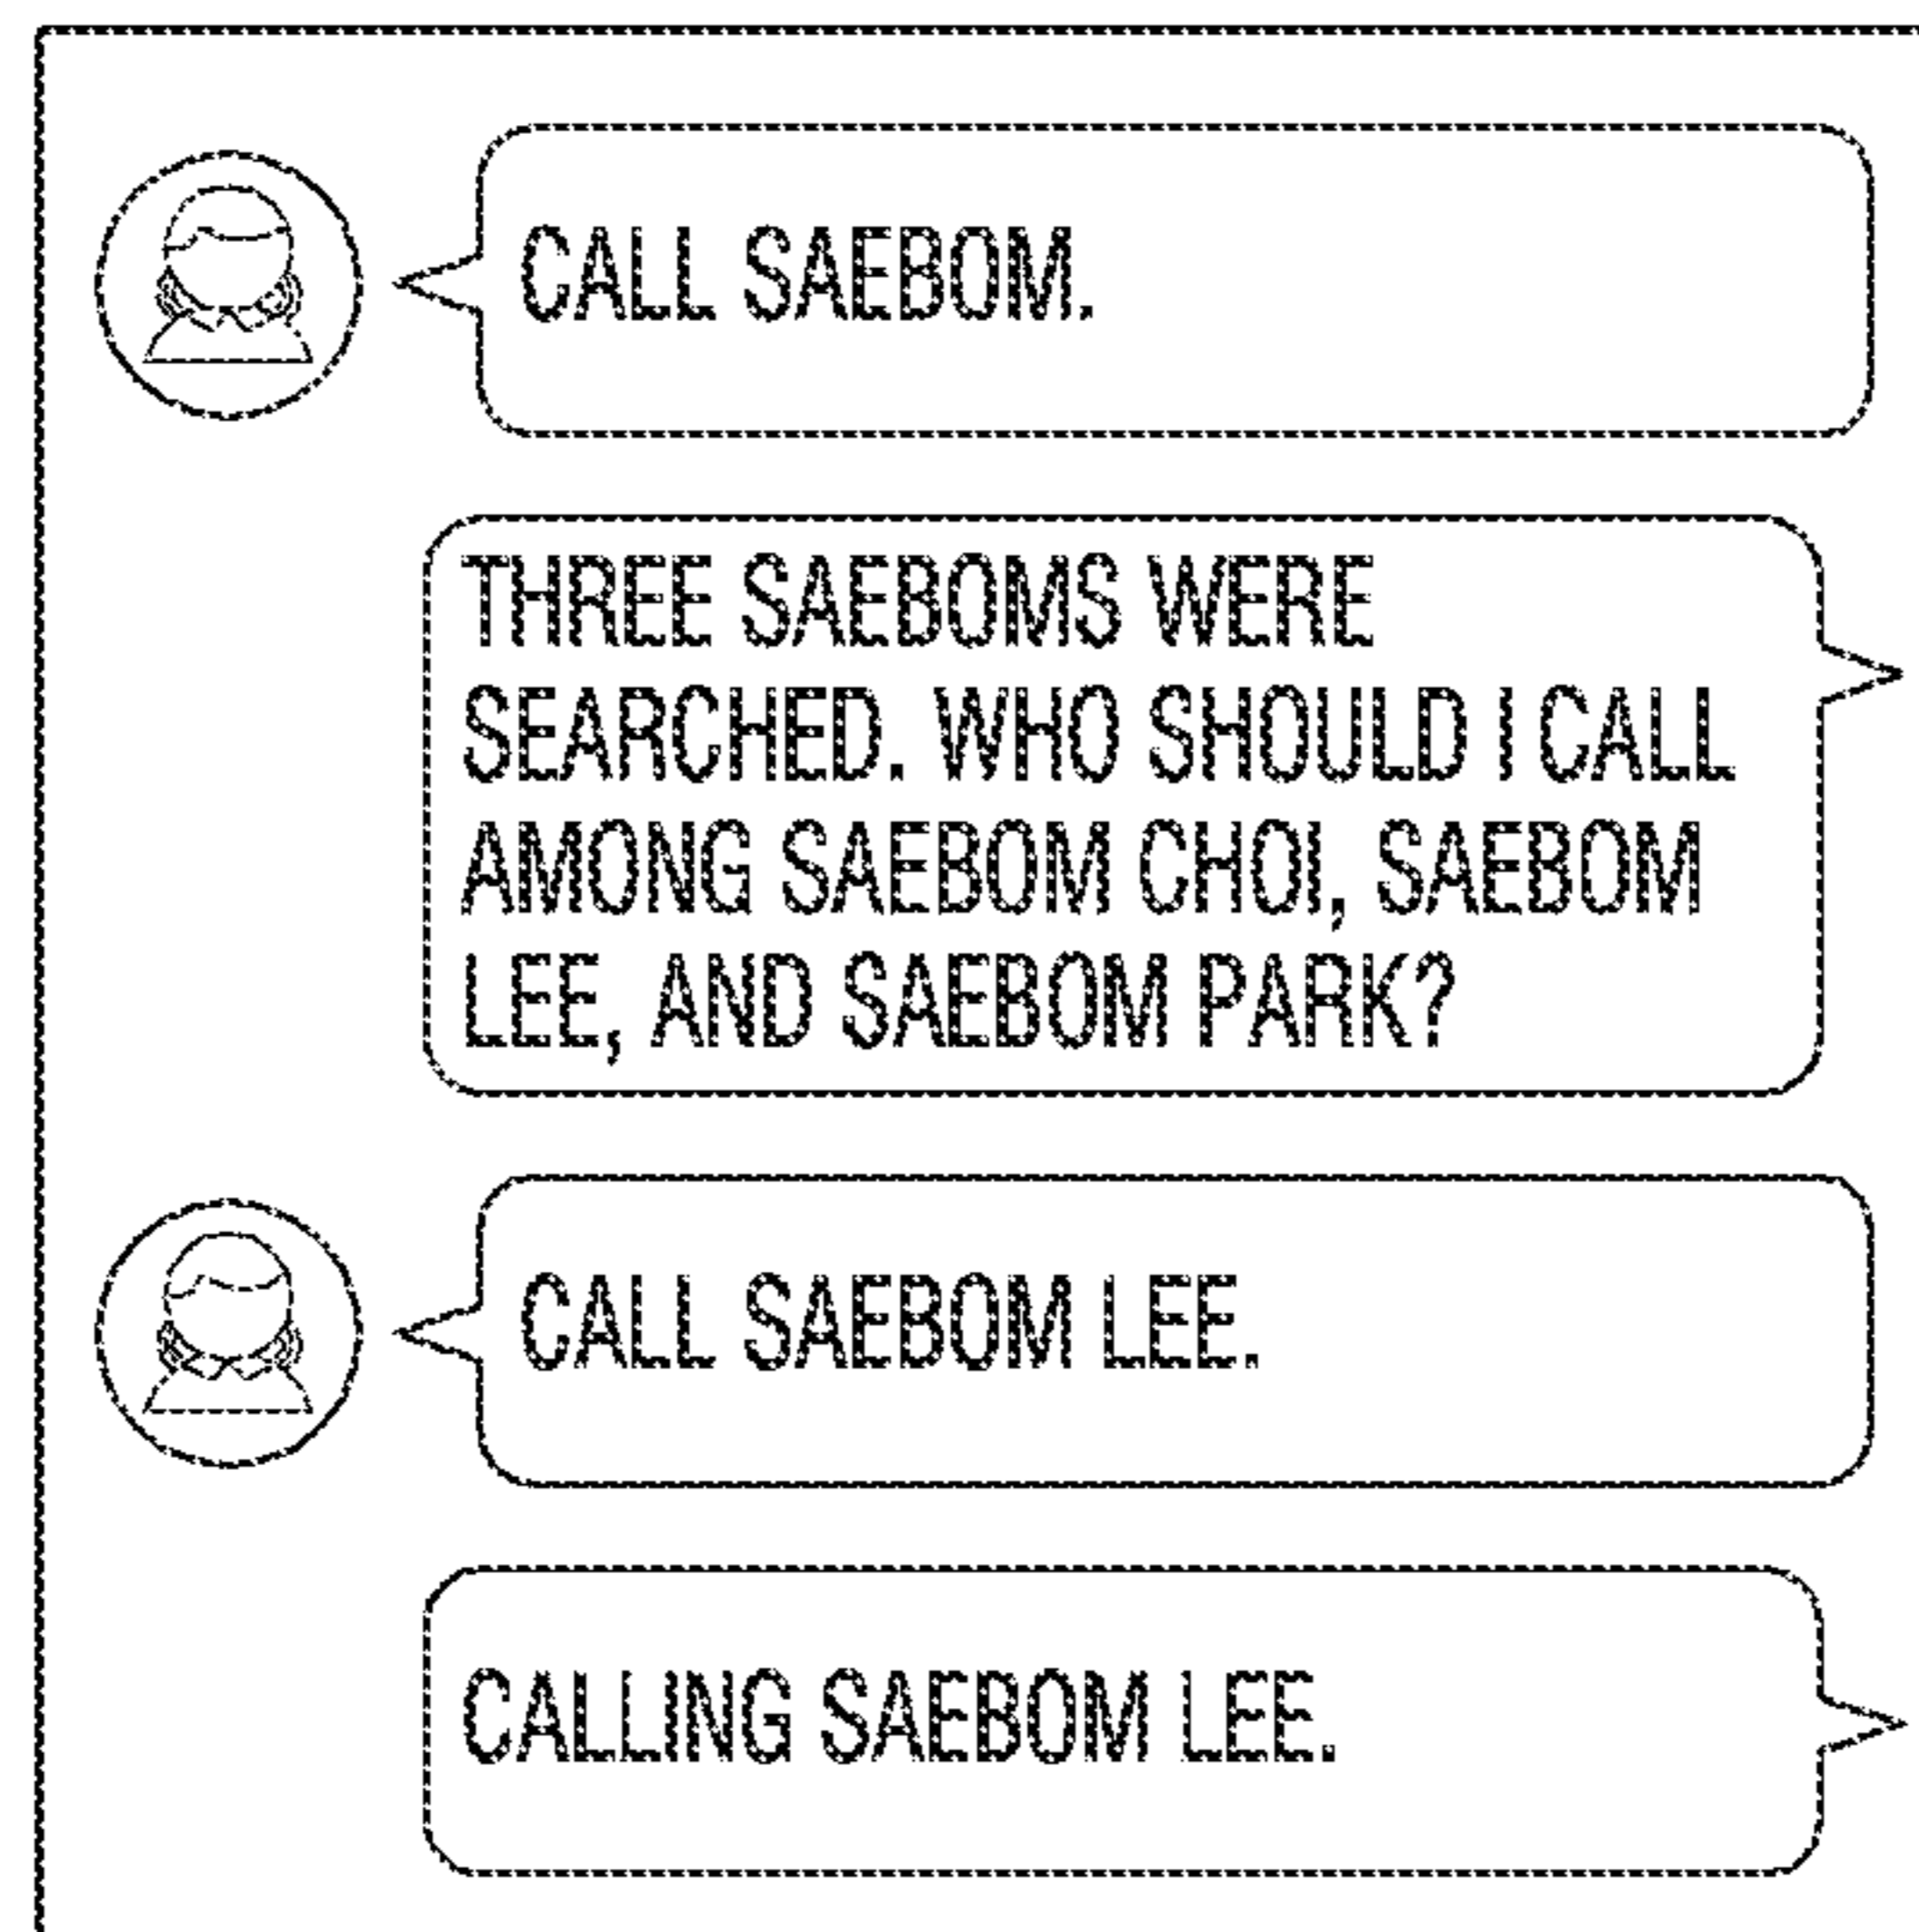 CALL SAEBOM.
THREE SAEBOMS WERE
SEARCHED. WHO SHOULD I CALL
AMONG SAEBOM CHOI, SAEBOM
LEE, AND SAEBOM PARK?
CALL SAEBOM LEE.
CALLING SAEBOM LEE.